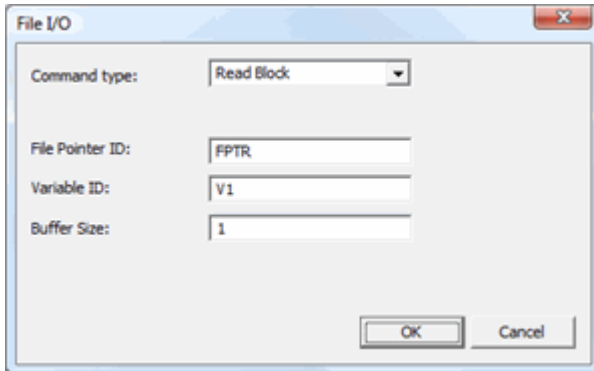 File I/O
Command type: Read Block
File Pointer ID: FPTR
Variable ID: V1
Buffer Size: 1
OK Cancel